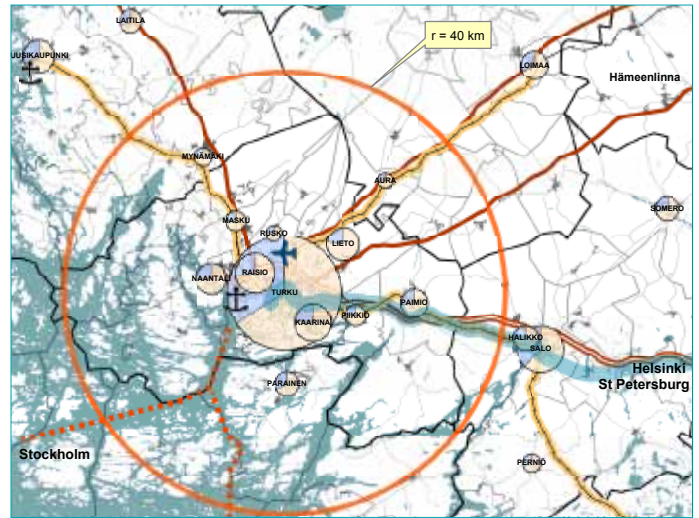 LAITILA
r = 40 km
UUSIKAUPUNKI
LOIMAA
Hämeenlinna
MYNÄMÄKI
AURA
SOMERO
MASKU
RUSKO
LIETO
RAISIO
NAANTALI
TURKU
PAIMIO
KAARINA
PIIKKIÖ
HALIKKO
SALO
Helsinki
St Petersburg
PARAINEN
Stockholm
PERNIÖ